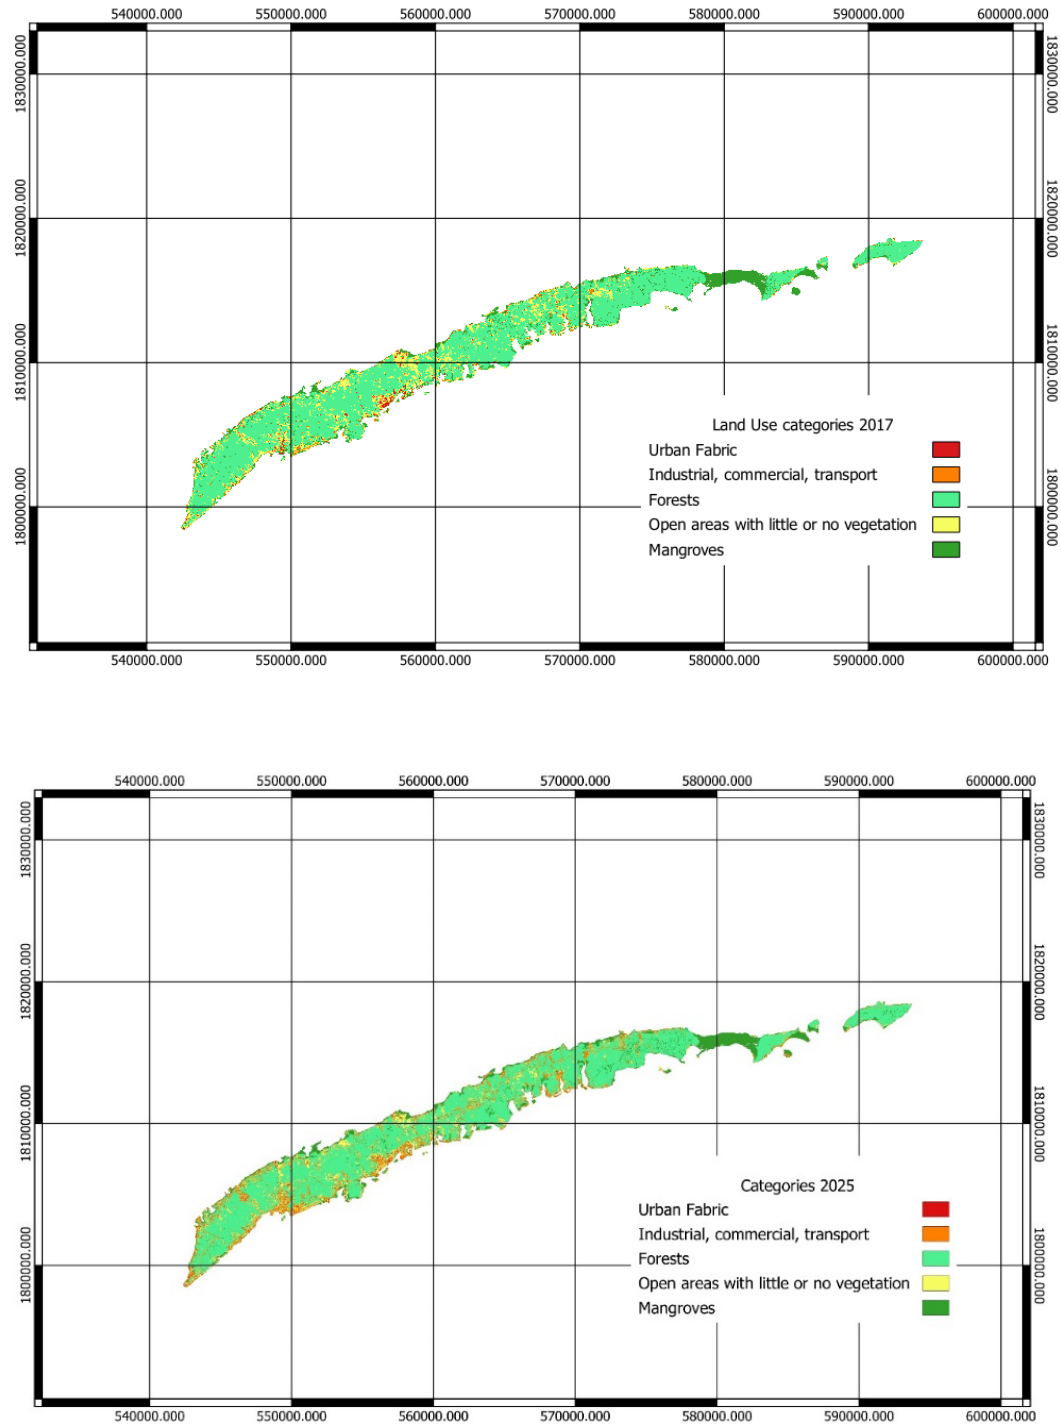 540000.000 550000.000 560000.000 570000.000 580000.000 590000.000 600000.000
1830000.000
1820000.000
1810000.000
1800000.000
1830000.000
1820000.000
1810000.000
1800000.000
Land Use categories 2017
Urban Fabric
Industrial, commercial, transport
Forests
Open areas with little or no vegetation
Mangroves
540000.000 550000.000 560000.000 570000.000 580000.000 590000.000 600000.000
540000.000 550000.000 560000.000 570000.000 580000.000 590000.000 600000.000
1830000.000
1820000.000
1810000.000
1800000.000
1830000.000
1820000.000
1810000.000
1800000.000
Categories 2025
Urban Fabric
Industrial, commercial, transport
Forests
Open areas with little or no vegetation
Mangroves
540000.000 550000.000 560000.000 570000.000 580000.000 590000.000 600000.000